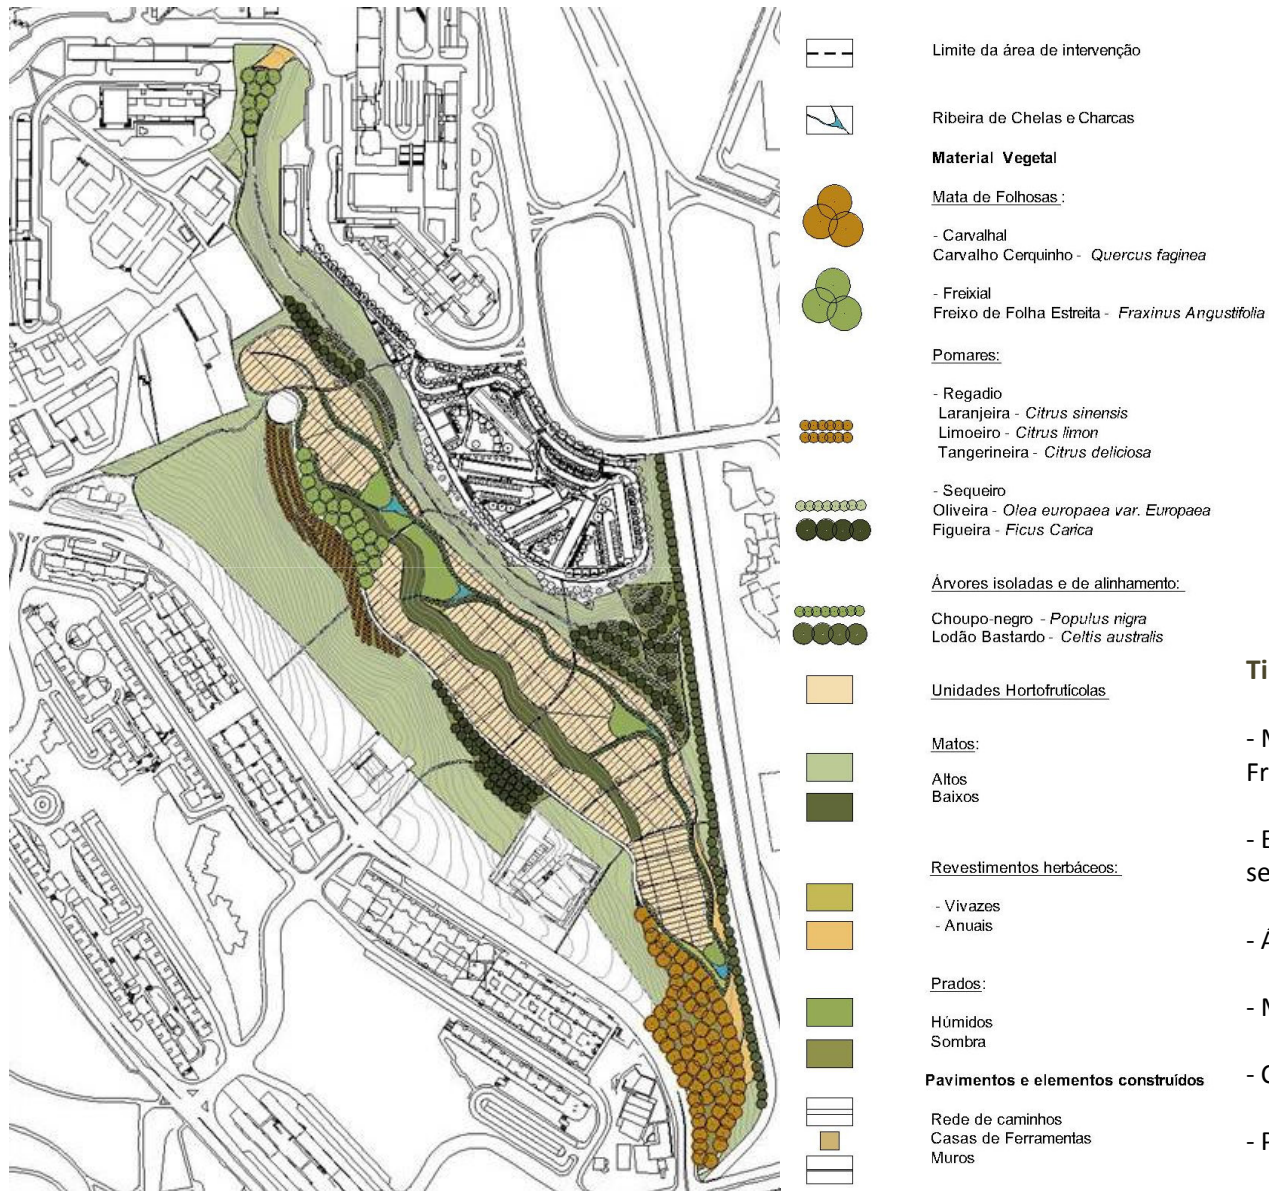 Limite da área de intervenção
Ribeira de Chelas e Charcas
Material Vegetal
Mata de Folhosas :
- Carvalhal
Carvalho Cerquinho - Quercus faginea
- Freixial
Freixo de Folha Estreita - Fraxinus Angustifolia
Pomares:
- Regadio
Laranjeira - Citrus sinensis
Limoeiro - Citrus limon
Tangerineira - Citrus deliciosa
- Sequeiro
Oliveira - Olea europaea var. Europaea
Figueira - Ficus Carica
Árvores isoladas e de alinhamento:
Choupo-negro - Populus nigra
Lodão Bastardo - Celtis australis
Unidades Hortofrutícolas
Matos:
Altos
Baixos
Revestimentos herbáceos:
- Vivazes
- Anuais
Prados:
Húmidos
Sombra
Pavimentos e elementos construídos
Rede de caminhos
Casas de Ferramentas
Muros
Ti
Fr
se